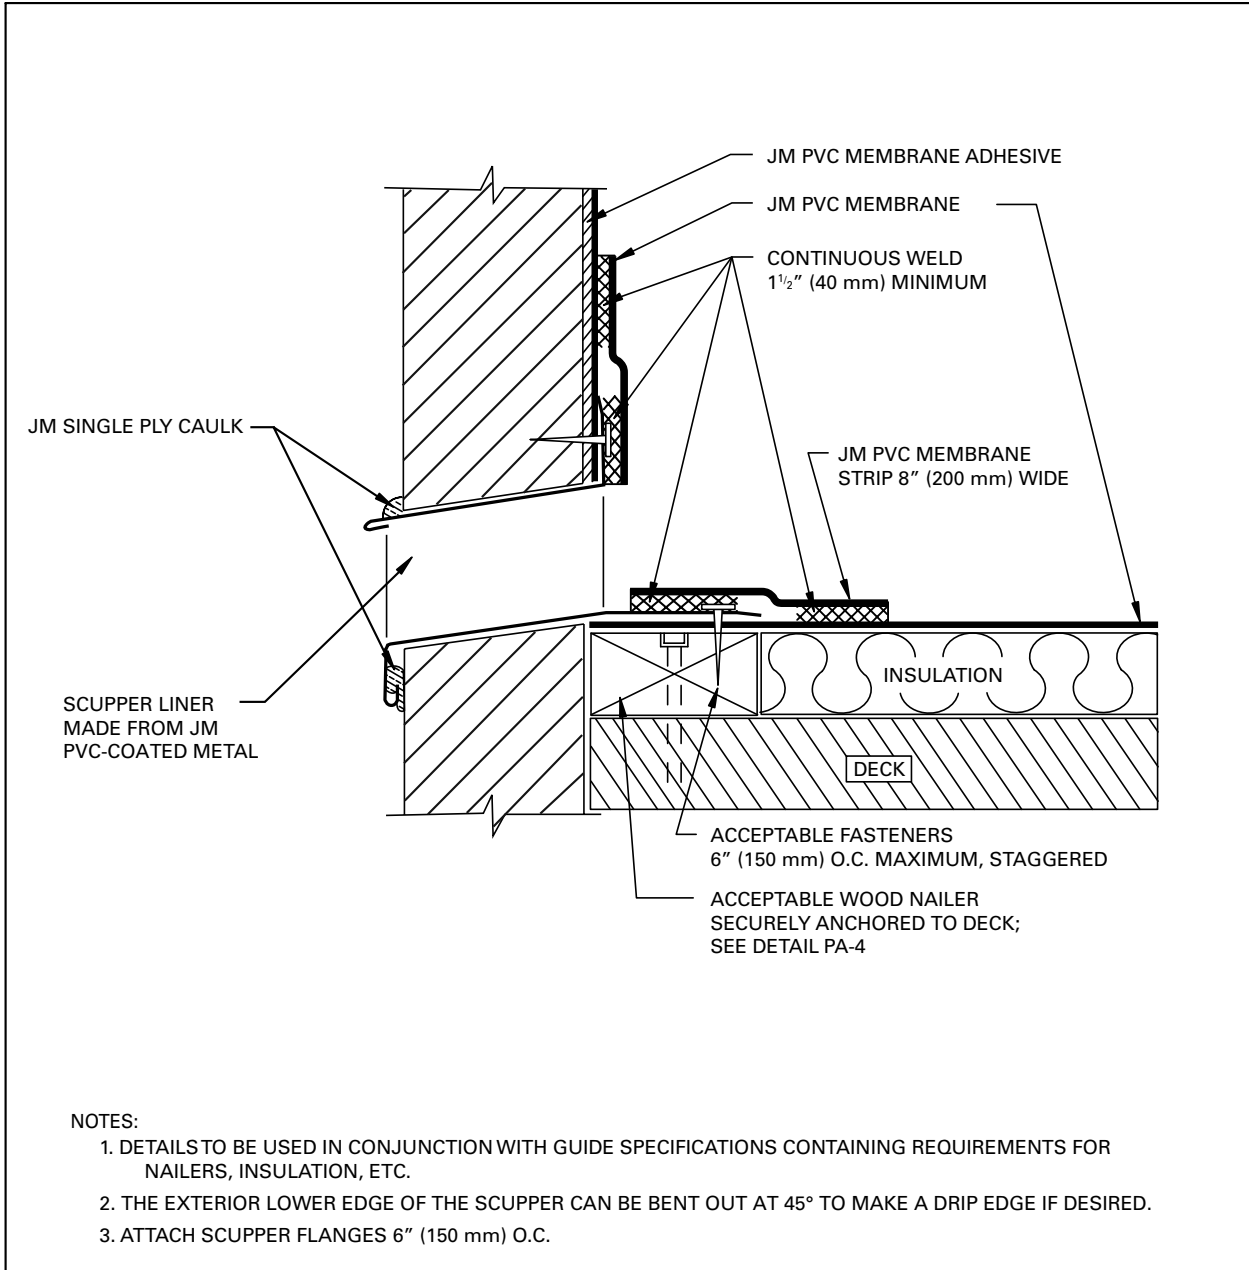 JM PVC MEMBRANE ADHESIVE
JM PVC MEMBRANE
CONTINUOUS WELD
1 1/2″ (40 mm) MINIMUM
JM SINGLE PLY CAULK
JM PVC MEMBRANE
STRIP 8″ (200 mm) WIDE
INSULATION
SCUPPER LINER
MADE FROM JM
PVC-COATED METAL
DECK
ACCEPTABLE FASTENERS
6″ (150 mm) O.C. MAXIMUM, STAGGERED
ACCEPTABLE WOOD NAILER
SECURELY ANCHORED TO DECK;
SEE DETAIL PA-4
NOTES:
1. DETAILS TO BE USED IN CONJUNCTION WITH GUIDE SPECIFICATIONS CONTAINING REQUIREMENTS FOR
NAILERS, INSULATION, ETC.
2. THE EXTERIOR LOWER EDGE OF THE SCUPPER CAN BE BENT OUT AT 45° TO MAKE A DRIP EDGE IF DESIRED.
3. ATTACH SCUPPER FLANGES 6″ (150 mm) O.C.